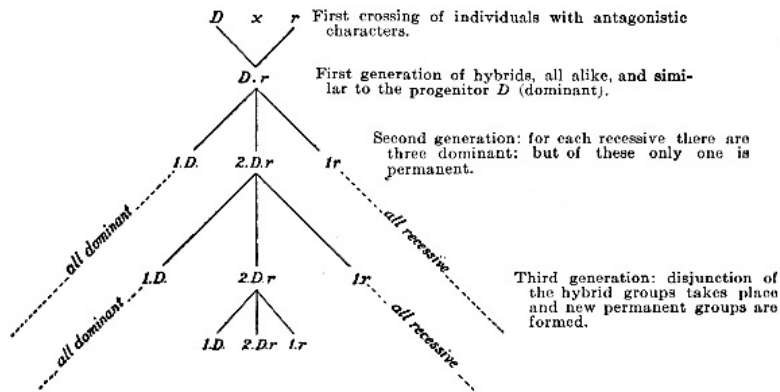 D x r
First crossing of individuals with antagonistic
characters.
D.r
First generation of hybrids, all alike, and simi-
lar to the progenitor D (dominant).
Second generation: for each recessive there are
three dominant: but of these only one is
permanent.
1.D. 2.D.r 1r
all dominant
all recessive
1.D. 2.D.r 1r
Third generation: disjunction of
the hybrid groups takes place
and new permanent groups are
formed.
all dominant
all recessive
1.D. 2.D.r 1.r